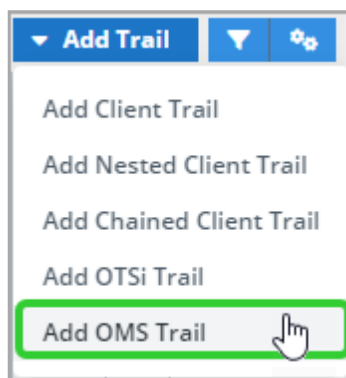 Add Trail
Add Client Trail
Add Nested Client Trail
Add Chained Client Trail
Add OTSi Trail
Add OMS Trail